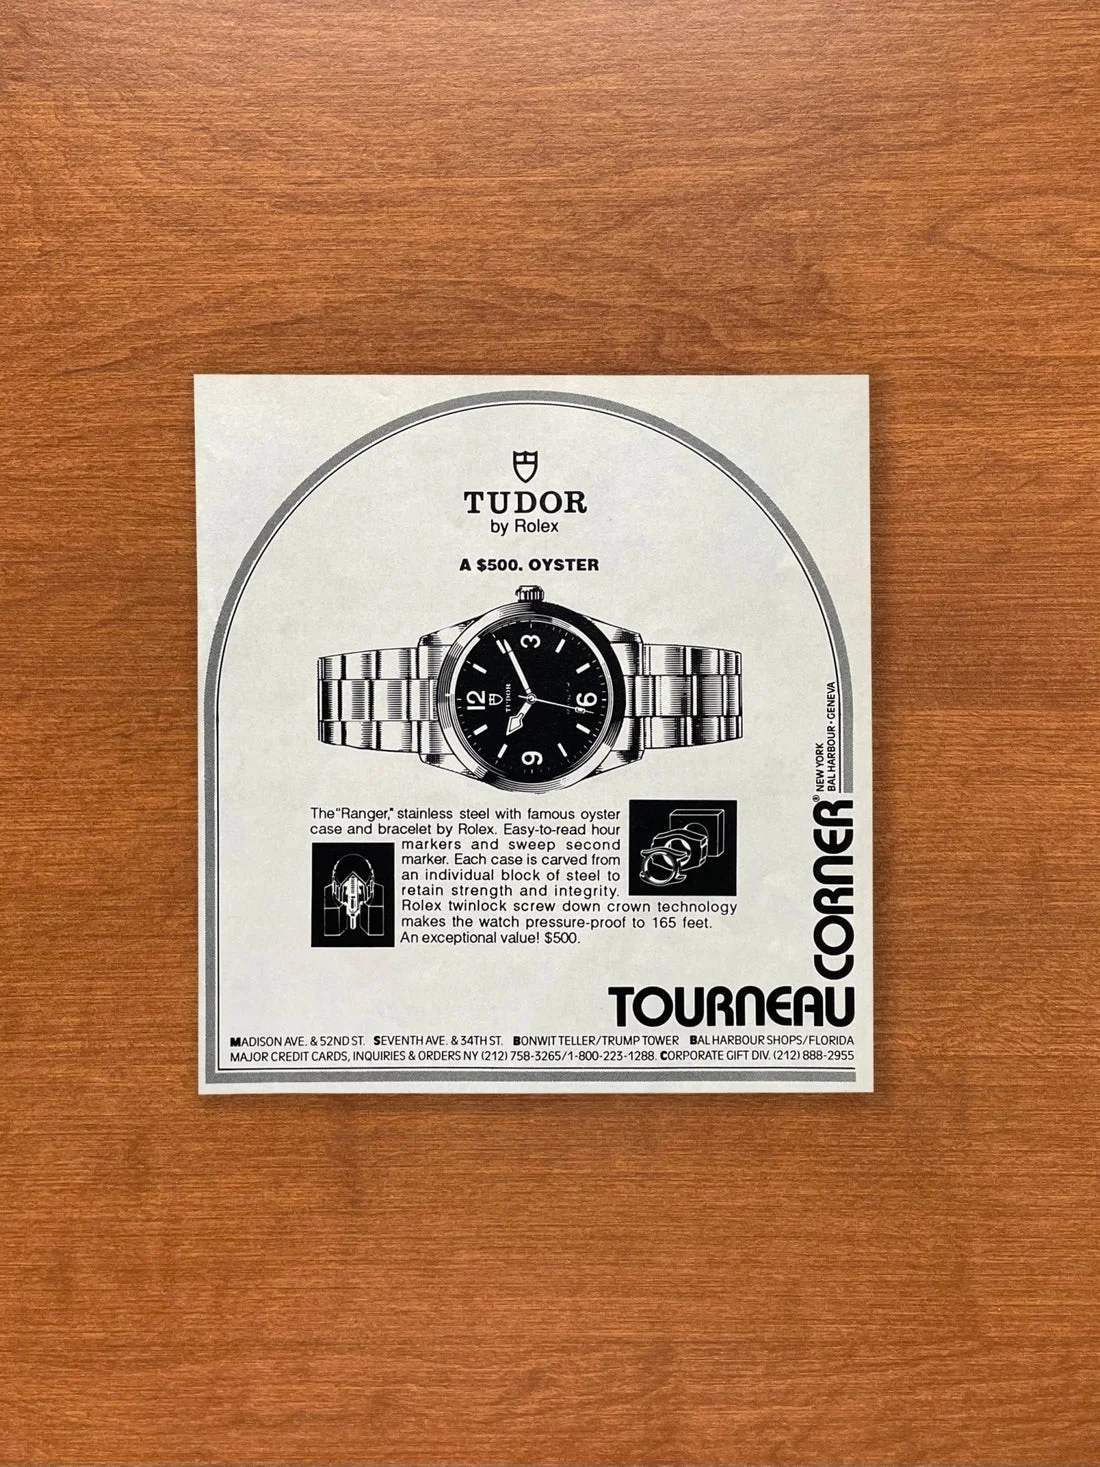 TUDOR
by Rolex
A $500. OYSTER
3
12
TUDOR
6
9
The "Ranger," stainless steel with famous oyster
case and bracelet by Rolex. Easy-to-read hour
markers and sweep second
marker. Each case is carved from
an individual block of steel to
retain strength and integrity.
Rolex twinlock screw down crown technology
makes the watch pressure-proof to 165 feet.
An exceptional value! $500.
TOURNEAU CORNER®
NEW YORK
BAL HARBOUR • GENEVA
MADISON AVE. & 52ND ST. SEVENTH AVE. & 34TH ST. BONWIT TELLER/TRUMP TOWER BAL HARBOUR SHOPS/FLORIDA
MAJOR CREDIT CARDS, INQUIRIES & ORDERS NY (212) 758-3265/1-800-223-1288. CORPORATE GIFT DIV. (212) 888-2955